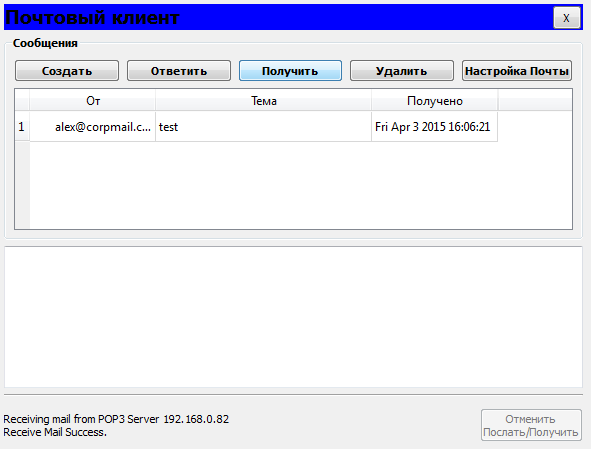 Почтовый клиент
X
Сообщения
Создать Ответить Получить Удалить Настройка Почты
От Тема Получено
1 alex@corpmail.c... test Fri Apr 3 2015 16:06:21
Receiving mail from POP3 Server 192.168.0.82
Receive Mail Success.
Отменить
Послать/Получить